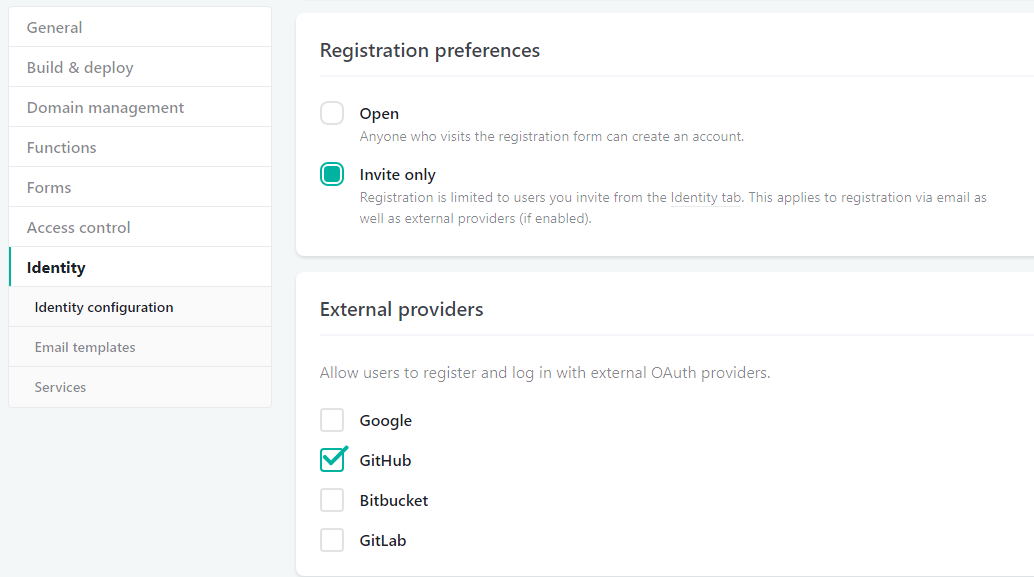 General
Build & deploy
Domain management
Functions
Forms
Access control
Identity
Identity configuration
Email templates
Services
Registration preferences
Open
Anyone who visits the registration form can create an account.
Invite only
Registration is limited to users you invite from the Identity tab. This applies to registration via email as
well as external providers (if enabled).
External providers
Allow users to register and log in with external OAuth providers.
Google
GitHub
Bitbucket
GitLab